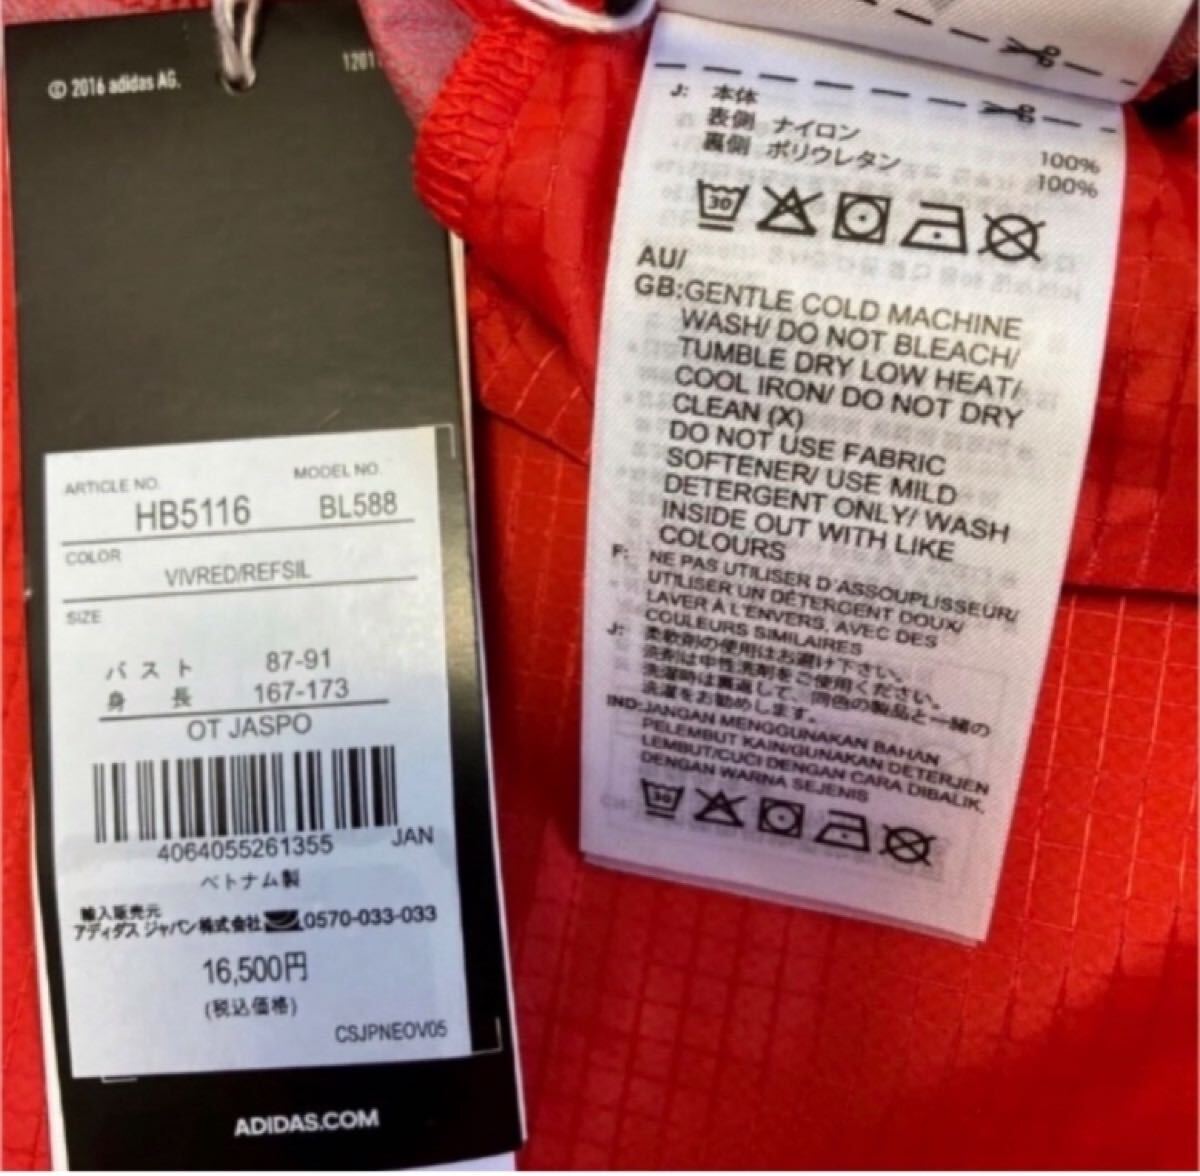 © 2016 adidas AG.
ARTICLE NO. MODEL NO.
HB5116 BL588
COLOR
VIVRED/REFSIL
SIZE
バスト 87-91
身長 167-173
OT JASPO
4064055261355 JAN
ベトナム製
輸入販売元
アディダス ジャパン株式会社 0570-033-033
16,500円
(税込価格)
CSJPNEOV05
ADIDAS.COM
J: 本体
表側 ナイロン 100%
裏側 ポリウレタン 100%
30
AU/
GB:GENTLE COLD MACHINE
WASH/ DO NOT BLEACH/
TUMBLE DRY LOW HEAT/
COOL IRON/ DO NOT DRY
CLEAN (X)
DO NOT USE FABRIC
SOFTENER/ USE MILD
DETERGENT ONLY/ WASH
INSIDE OUT WITH LIKE
COLOURS
F: NE PAS UTILISER D'ASSOUPLISSEUR/
UTILISER UN DÉTERGENT DOUX/
LAVER À L'ENVERS, AVEC DES
COULEURS SIMILAIRES
J: 柔軟剤の使用はお避け下さい。
洗剤は中性洗剤をご使用ください。
洗濯時は裏返して、同色の製品と一緒の
洗濯をお勧めします。
IND:JANGAN MENGGUNAKAN BAHAN
PELEMBUT KAIN/GUNAKAN DETERJEN
LEMBUT/CUCI DENGAN CARA DIBALIK,
DENGAN WARNA SEJENIS
30